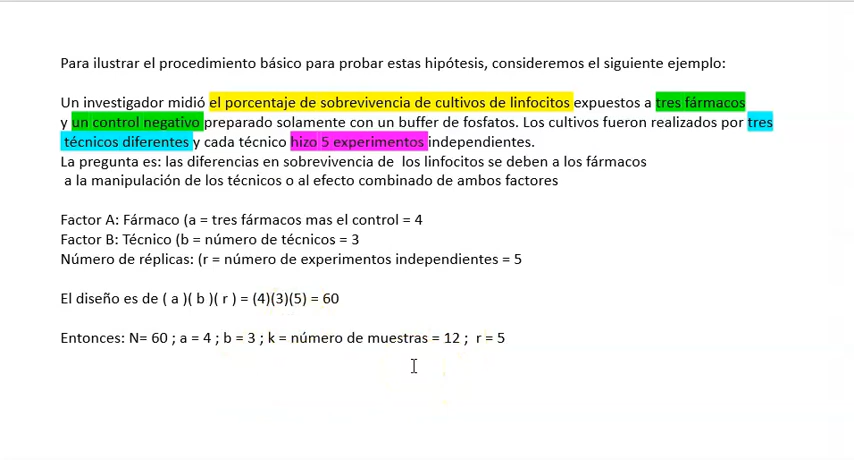 Para ilustrar el procedimiento básico para probar estas hipótesis, consideremos el siguiente ejemplo:
Un investigador midió el porcentaje de sobrevivencia de cultivos de linfocitos expuestos a tres fármacos
y un control negativo preparado solamente con un buffer de fosfatos. Los cultivos fueron realizados por tres
técnicos diferentes y cada técnico hizo 5 experimentos independientes.
La pregunta es: las diferencias en sobrevivencia de los linfocitos se deben a los fármacos
a la manipulación de los técnicos o al efecto combinado de ambos factores
Factor A: Fármaco (a = tres fármacos mas el control = 4
Factor B: Técnico (b = número de técnicos = 3
Número de réplicas: (r = número de experimentos independientes = 5
El diseño es de ( a )( b )( r ) = (4)(3)(5) = 60
Entonces: N= 60 ; a = 4 ; b = 3 ; k = número de muestras = 12 ; r = 5